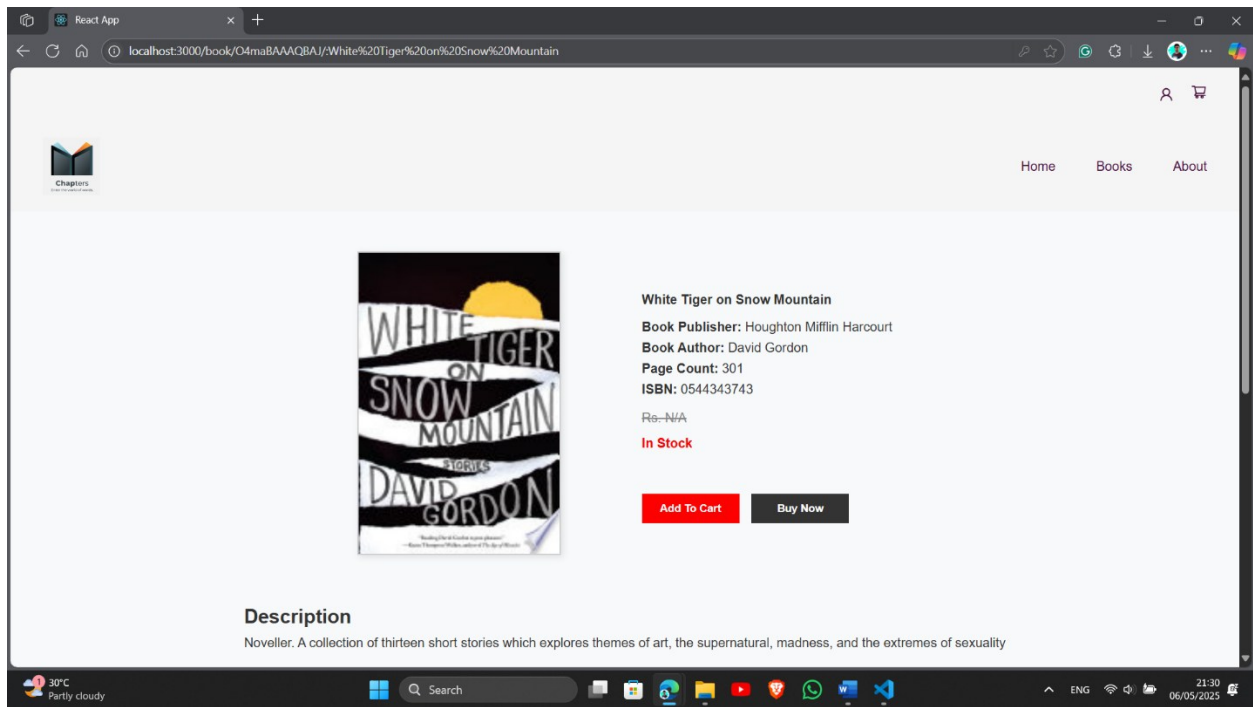 React App
localhost:3000/book/O4maBAAAQBAJ/:White%20Tiger%20on%20Snow%20Mountain
Chapters
Home Books About
WHITE
TIGER
ON
SNOW
MOUNTAIN
STORIES
DAVID
GORDON
White Tiger on Snow Mountain
Book Publisher: Houghton Mifflin Harcourt
Book Author: David Gordon
Page Count: 301
ISBN: 0544343743
Rs. N/A
In Stock
Add To Cart Buy Now
Description
Noveller. A collection of thirteen short stories which explores themes of art, the supernatural, madness, and the extremes of sexuality
1
30°C
Partly cloudy
Search
ENG
21:30
06/05/2025